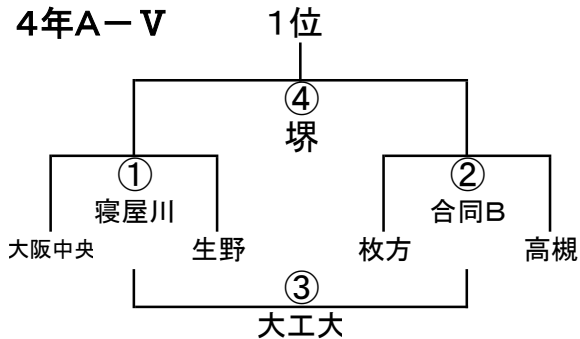 4年A－Ⅴ
1位
④
堺
① ②
寝屋川 合同B
大阪中央 生野 枚方 高槻
③
大工大